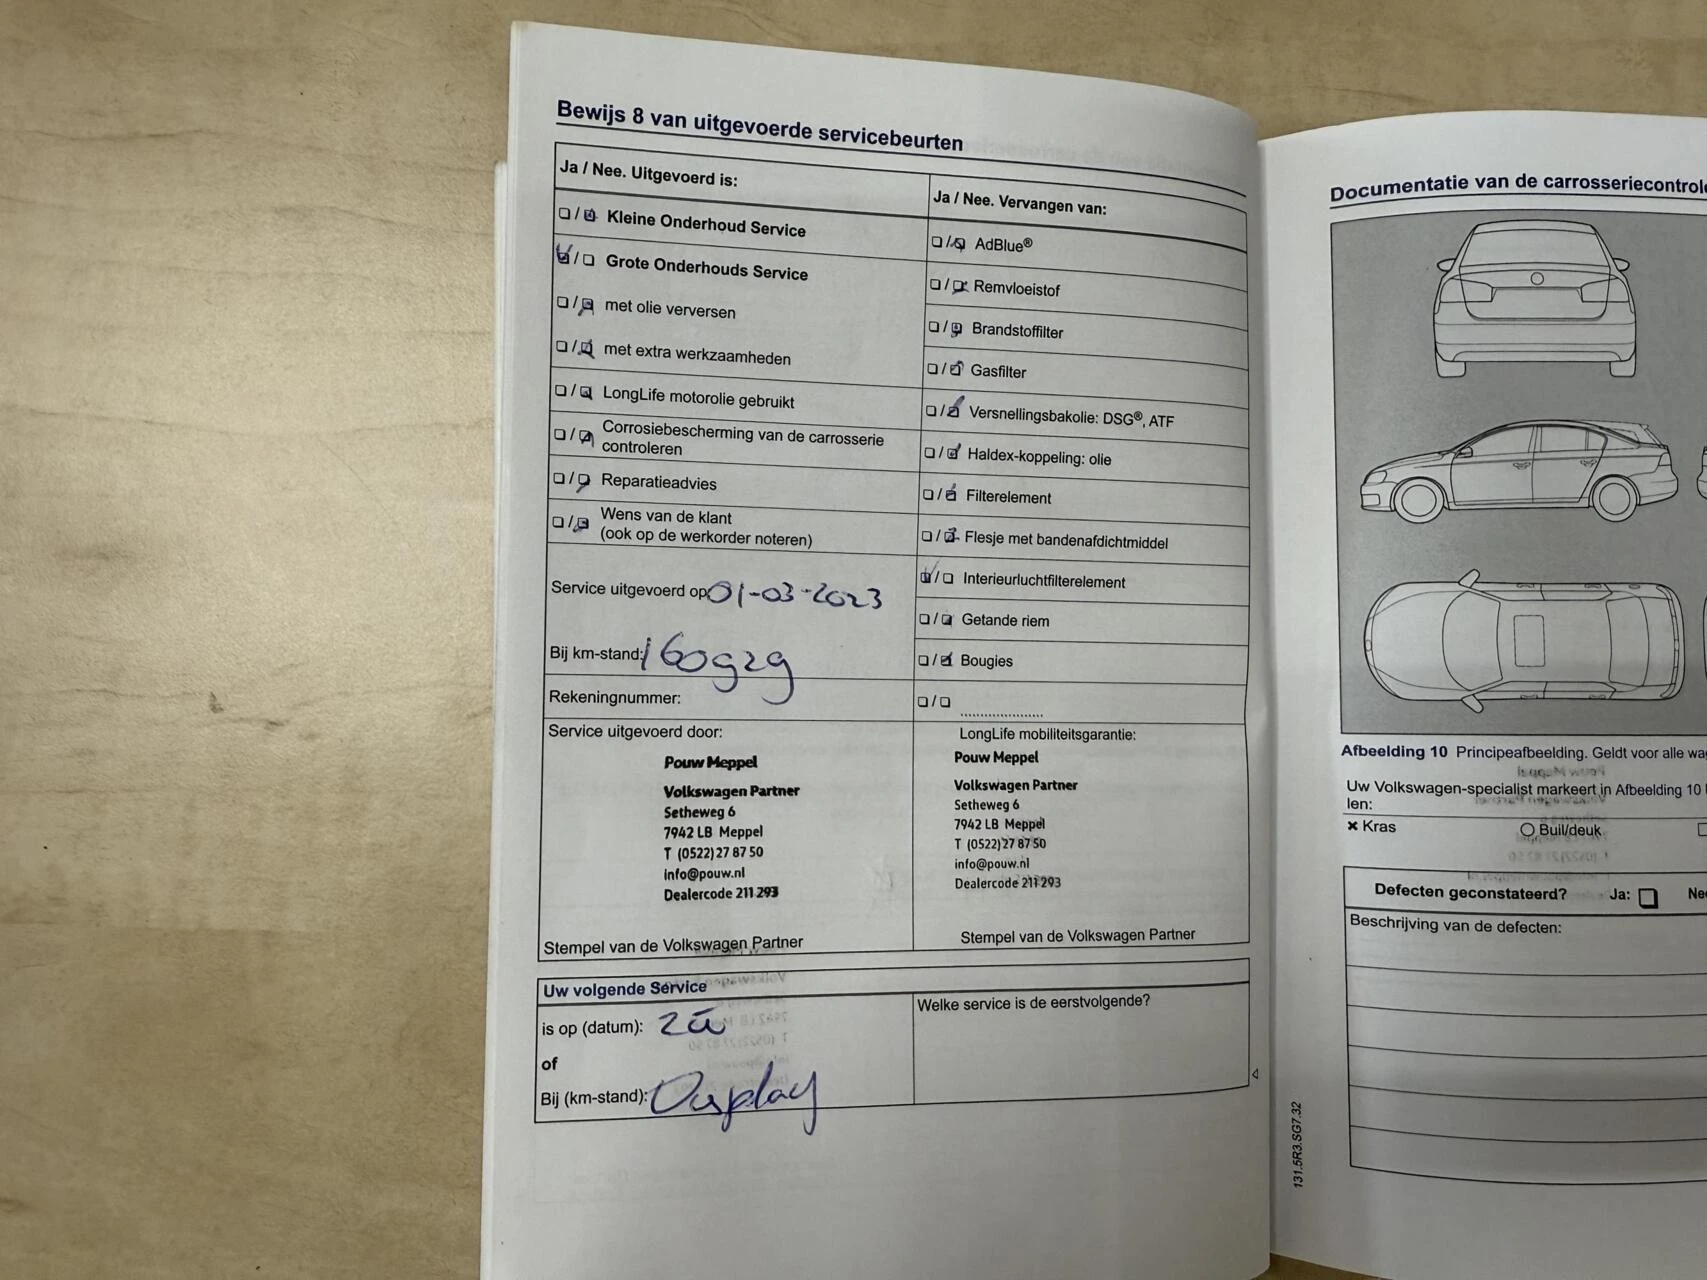 Bewijs 8 van uitgevoerde servicebeurten
Ja / Nee. Uitgevoerd is:
/ Kleine Onderhoud Service
/ Grote Onderhouds Service
/ met olie verversen
/ met extra werkzaamheden
/ LongLife motorolie gebruikt
/ Corrosiebescherming van de carrosserie
controleren
/ Reparatieadvies
/ Wens van de klant
(ook op de werkorder noteren)
Service uitgevoerd op 01-03-2023
Bij km-stand: 160929
Rekeningnummer:
Ja / Nee. Vervangen van:
/ AdBlue®
/ Remvloeistof
/ Brandstoffilter
/ Gasfilter
/ Versnellingsbakolie: DSG®, ATF
/ Haldex-koppeling: olie
/ Filterelement
/ Flesje met bandenafdichtmiddel
/ Interieurluchtfilterelement
/ Getande riem
/ Bougies
/ ....................
Service uitgevoerd door:
Pouw Meppel
Volkswagen Partner
Setheweg 6
7942 LB Meppel
T (0522) 27 87 50
info@pouw.nl
Dealercode 211 293
Stempel van de Volkswagen Partner
LongLife mobiliteitsgarantie:
Pouw Meppel
Volkswagen Partner
Setheweg 6
7942 LB Meppel
T (0522) 27 87 50
info@pouw.nl
Dealercode 211 293
Stempel van de Volkswagen Partner
Uw volgende Service
is op (datum): zie
of
Bij (km-stand): Display
Welke service is de eerstvolgende?
Documentatie van de carrosseriecontrole
Afbeelding 10 Principeafbeelding. Geldt voor alle
Uw Volkswagen-specialist markeert in Afbeelding 10
len:
Kras
Buil/deuk
Defecten geconstateerd? Ja:
Beschrijving van de defecten:
131.5R3.SG7.32